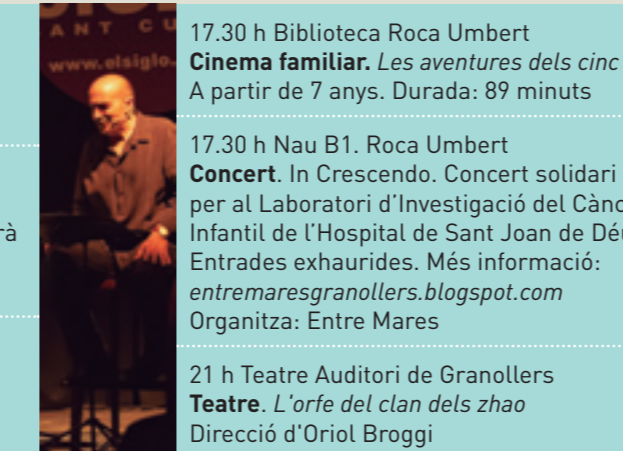 ANT CU
www.elsiglo.
rà
17.30 h Biblioteca Roca Umbert
Cinema familiar. Les aventures dels cinc
A partir de 7 anys. Durada: 89 minuts
17.30 h Nau B1. Roca Umbert
Concert. In Crescendo. Concert solidari
per al Laboratori d’Investigació del Cànc
Infantil de l’Hospital de Sant Joan de Déu
Entrades exhaurides. Més informació:
entremaresgranollers.blogspot.com
Organitza: Entre Mares
21 h Teatre Auditori de Granollers
Teatre. L'orfe del clan dels zhao
Direcció d'Oriol Broggi